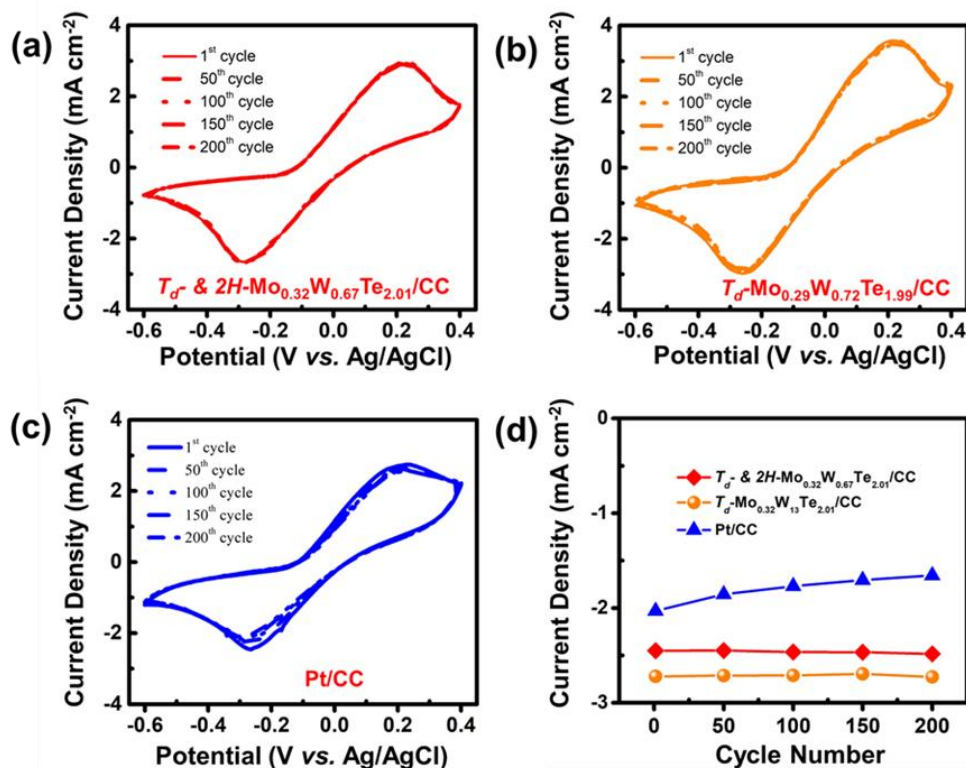 (a)
4
2
0
-2
-4
Current Density (mA cm-2)
1st cycle
50th cycle
100th cycle
150th cycle
200th cycle
Td- & 2H-Mo0.32W0.67Te2.01/CC
-0.6 -0.4 -0.2 0.0 0.2 0.4
Potential (V vs. Ag/AgCl)
(b)
4
2
0
-2
-4
Current Density (mA cm-2)
1st cycle
50th cycle
100th cycle
150th cycle
200th cycle
Td-Mo0.29W0.72Te1.99/CC
-0.6 -0.4 -0.2 0.0 0.2 0.4
Potential (V vs. Ag/AgCl)
(c)
4
2
0
-2
-4
Current Density (mA cm-2)
1st cycle
50th cycle
100th cycle
150th cycle
200th cycle
Pt/CC
-0.6 -0.4 -0.2 0.0 0.2 0.4
Potential (V vs. Ag/AgCl)
(d)
0
-1
-2
-3
Current Density (mA cm-2)
Td- & 2H-Mo0.32W0.67Te2.01/CC
Td-Mo0.32W13Te2.01/CC
Pt/CC
0 50 100 150 200
Cycle Number